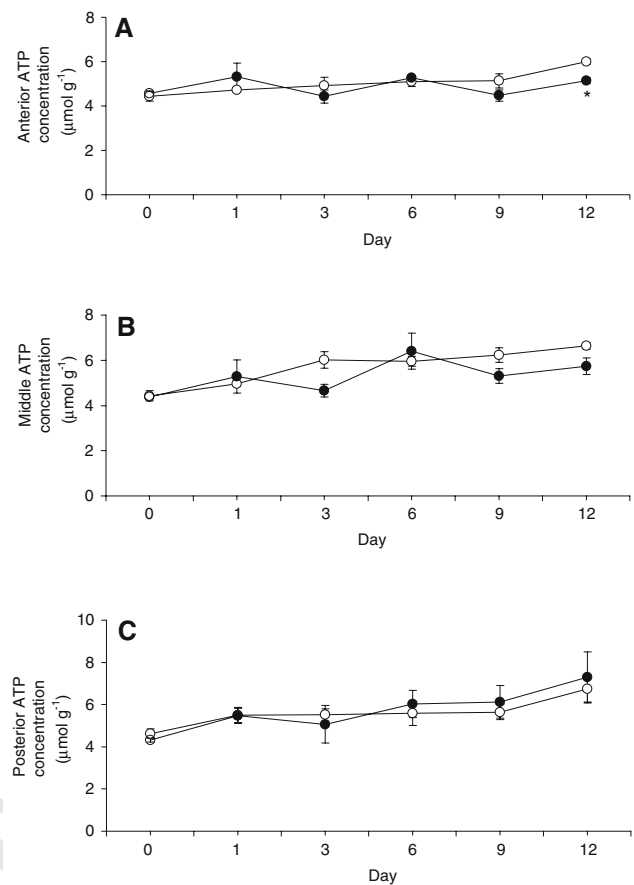 A
Anterior ATP
concentration
(μmol g⁻¹)
8
6
4
2
0
*
0 1 3 6 9 12
Day
B
Middle ATP
concentration
(μmol g⁻¹)
8
6
4
2
0
0 1 3 6 9 12
Day
C
Posterior ATP
concentration
(μmol g⁻¹)
10
8
6
4
2
0
0 1 3 6 9 12
Day